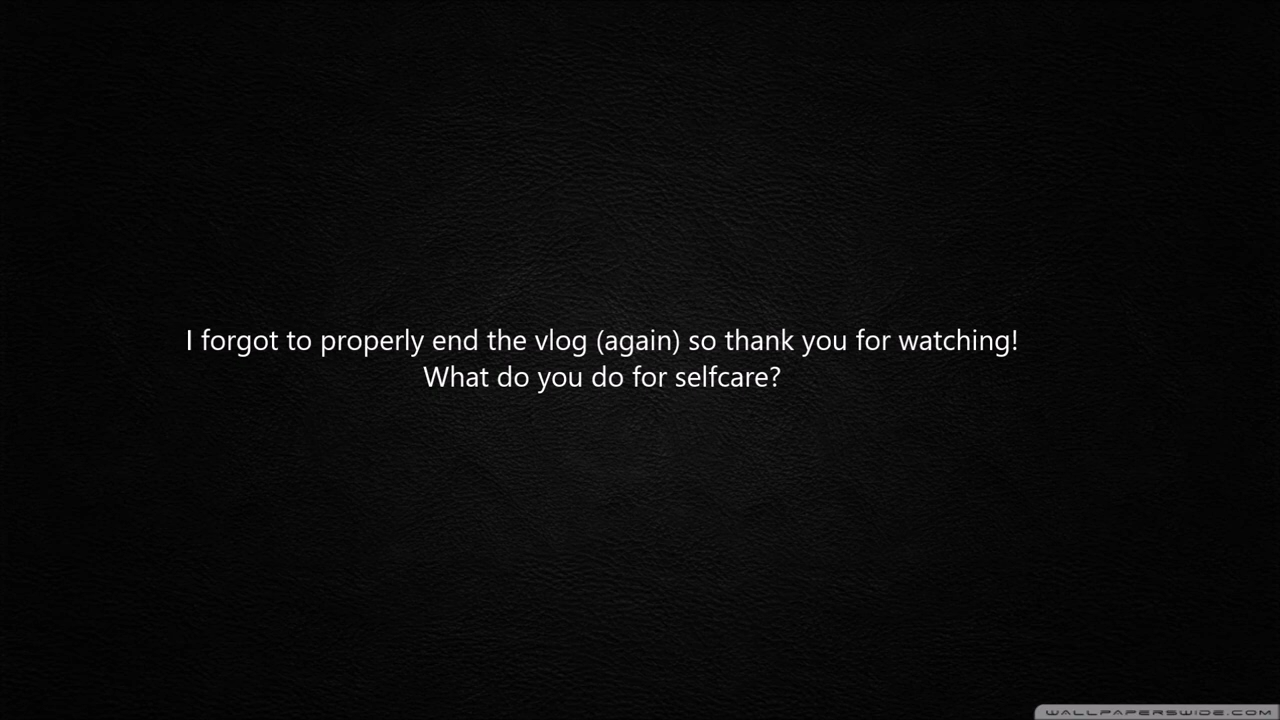 I forgot to properly end the vlog (again) so thank you for watching!
What do you do for selfcare?
WALLPAPERSWIDE.COM